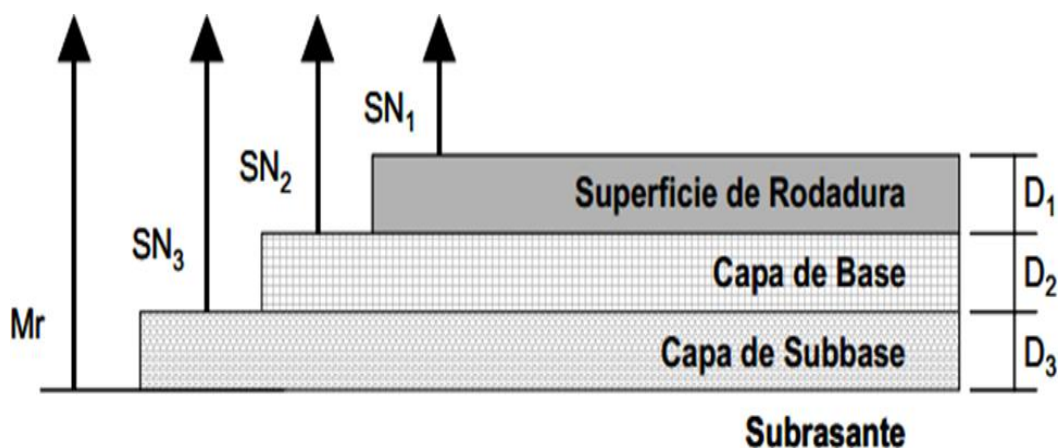 SN₁
SN₂
SN₃
Mr
Superficie de Rodadura
D₁
Capa de Base
D₂
Capa de Subbase
D₃
Subrasante